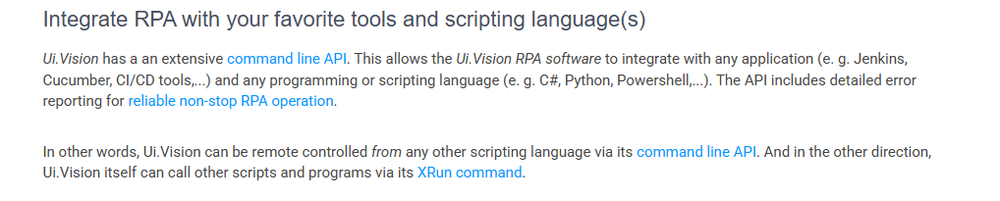 Integrate RPA with your favorite tools and scripting language(s)
Ui.Vision has a an extensive command line API. This allows the Ui.Vision RPA software to integrate with any application (e. g. Jenkins,
Cucumber, CI/CD tools,...) and any programming or scripting language (e. g. C#, Python, Powershell,...). The API includes detailed error
reporting for reliable non-stop RPA operation.
In other words, Ui.Vision can be remote controlled from any other scripting language via its command line API. And in the other direction,
Ui.Vision itself can call other scripts and programs via its XRun command.